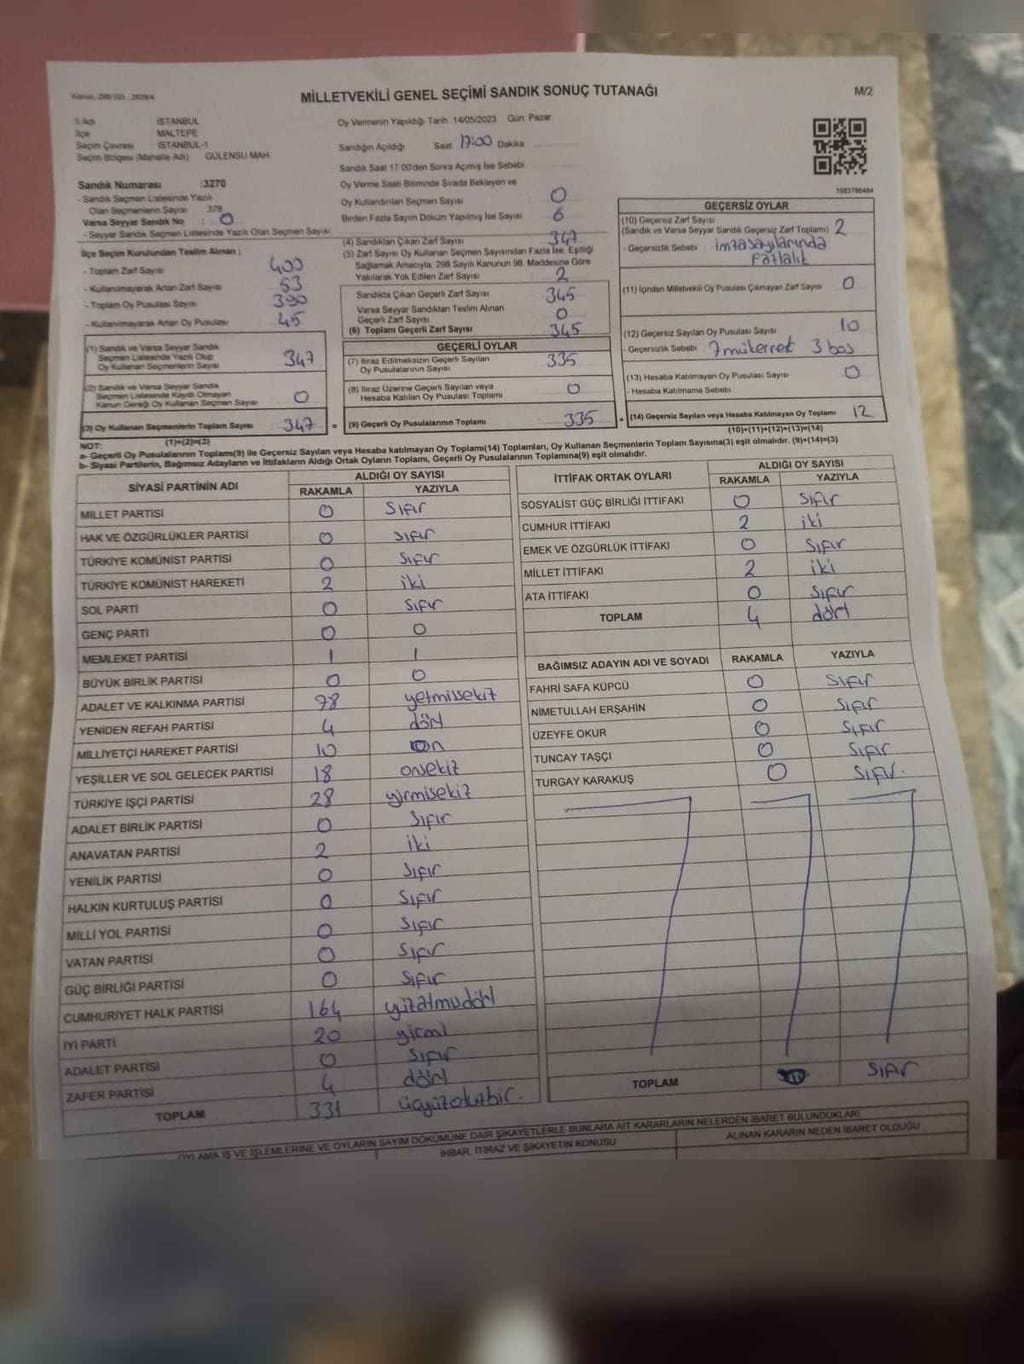 MİLLETVEKİLİ GENEL SEÇİMİ SANDIK SONUÇ TUTANAĞI
M/2
İli Adı İSTANBUL
İlçe MALTEPE
Seçim Çevresi İSTANBUL-1
Seçim Bölgesi (Mahalle Adı) GÜLENSU MAH.
Sandık Numarası :3270
- Sandık Seçmen Listesinde Yazılı
Olan Seçmenlerin Sayısı 379
Varsa Seyyar Sandık No : 0
- Seyyar Sandık Seçmen Listesinde Yazılı Olan Seçmen Sayısı
İlçe Seçim Kurulundan Teslim Alınan ;
- Toplam Zarf Sayısı 400
- Kullanılmayarak Artan Zarf Sayısı 53
- Toplam Oy Pusulası Sayısı 390
- Kullanılmayarak Artan Oy Pusulası 45
(1) Sandık ve Varsa Seyyar Sandık
Seçmen Listesinde Yazılı Olup
Oy Kullanan Seçmenlerin Sayısı 347
(2) Sandık ve Varsa Seyyar Sandık
Seçmen Listesinde Kayıtlı Olmayan
Kanun Gereği Oy Kullanan Seçmen Sayısı 0
(3) Oy Kullanan Seçmenlerin Toplam Sayısı 347
(1)+(2)=(3)
Oy Vermenin Yapıldığı Tarih 14/05/2023 Gün: Pazar
Sandığın Açıldığı Saat 17:00 Dakika
Sandık Saat 17:00'den Sonra Açılmış İse Sebebi
Oy Verme Saati Bitiminde Sırada Bekleyen ve
Oy Kullandırılan Seçmen Sayısı 0
Birden Fazla Sayım Döküm Yapılmış İse Sayısı 6
(4) Sandıktan Çıkan Zarf Sayısı 347
(5) Zarf Sayısı Oy Kullanan Seçmen Sayısından Fazla İse, Eşitliği
Sağlamak Amacıyla, 298 Sayılı Kanunun 98. Maddesine Göre
Yakılarak Yok Edilen Zarf Sayısı 2
Sandıkta Çıkan Geçerli Zarf Sayısı 345
Varsa Seyyar Sandıktan Teslim Alınan
Geçerli Zarf Sayısı 0
(6) Toplam Geçerli Zarf Sayısı 345
GEÇERLİ OYLAR
(7) İtiraz Edilmeksizin Geçerli Sayılan
Oy Pusulalarının Sayısı 335
(8) İtiraz Üzerine Geçerli Sayılan veya
Hesaba Katılan Oy Pusulası Toplamı 0
= (9) Geçerli Oy Pusulalarının Toplamı 335
1083786484
GEÇERSİZ OYLAR
(10) Geçersiz Zarf Sayısı
(Sandık ve Varsa Seyyar Sandık Geçersiz Zarf Toplamı) 2
- Geçersizlik Sebebi imza sayılarında
fazlalık
(11) İçinden Milletvekili Oy Pusulası Çıkmayan Zarf Sayısı 0
(12) Geçersiz Sayılan Oy Pusulası Sayısı 10
- Geçersizlik Sebebi 7 mükerret 3 boş
(13) Hesaba Katılmayan Oy Pusulası Sayısı 0
- Hesaba Katılmama Sebebi
+ (14) Geçersiz Sayılan veya Hesaba Katılmayan Oy Toplamı 12
(10)+(11)+(12)+(13)=(14)
NOT:
a- Geçerli Oy Pusulalarının Toplamı(9) ile Geçersiz Sayılan veya Hesaba katılmayan Oy Toplamı(14) Toplamları, Oy Kullanan Seçmenlerin Toplam Sayısına(3) eşit olmalıdır. (9)+(14)=(3)
b- Siyasi Partilerin, Bağımsız Adayların ve İttifakların Aldığı Ortak Oyların Toplamı, Geçerli Oy Pusulalarının Toplamına(9) eşit olmalıdır.
SİYASİ PARTİNİN ADI ALDIĞI OY SAYISI
RAKAMLA YAZIYLA
MİLLET PARTİSİ 0 Sıfır
HAK VE ÖZGÜRLÜKLER PARTİSİ 0 sıfır
TÜRKİYE KOMÜNİST PARTİSİ 0 Sıfır
TÜRKİYE KOMÜNİST HAREKETİ 2 iki
SOL PARTİ 0 Sıfır
GENÇ PARTİ 0 0
MEMLEKET PARTİSİ 1 1
BÜYÜK BİRLİK PARTİSİ 0 0
ADALET VE KALKINMA PARTİSİ 78 yetmişsekiz
YENİDEN REFAH PARTİSİ 4 dört
MİLLİYETÇİ HAREKET PARTİSİ 10 on
YEŞİLLER VE SOL GELECEK PARTİSİ 18 onsekiz
TÜRKİYE İŞÇİ PARTİSİ 28 yirmisekiz
ADALET BİRLİK PARTİSİ 0 Sıfır
ANAVATAN PARTİSİ 2 iki
YENİLİK PARTİSİ 0 Sıfır
HALKIN KURTULUŞ PARTİSİ 0 Sıfır
MİLLİ YOL PARTİSİ 0 Sıfır
VATAN PARTİSİ 0 Sıfır
GÜÇ BİRLİĞİ PARTİSİ 0 Sıfır
CUMHURİYET HALK PARTİSİ 164 yüzatmıdört
İYİ PARTİ 20 yirmi
ADALET PARTİSİ 0 Sıfır
ZAFER PARTİSİ 4 dört
TOPLAM 331 üçyüzotuzbir.
İTTİFAK ORTAK OYLARI ALDIĞI OY SAYISI
RAKAMLA YAZIYLA
SOSYALİST GÜÇ BİRLİĞİ İTTİFAKI 0 Sıfır
CUMHUR İTTİFAKI 2 iki
EMEK VE ÖZGÜRLÜK İTTİFAKI 0 Sıfır
MİLLET İTTİFAKI 2 iki
ATA İTTİFAKI 0 Sıfır
TOPLAM 4 dört
BAĞIMSIZ ADAYIN ADI VE SOYADI RAKAMLA YAZIYLA
FAHRİ SAFA KÜPCÜ 0 Sıfır
NİMETULLAH ERŞAHİN 0 Sıfır
ÜZEYFE OKUR 0 Sıfır
TUNCAY TAŞÇI 0 Sıfır
TURGAY KARAKUŞ 0 Sıfır.
TOPLAM SIFIR
OYLAMA İŞ VE İŞLEMLERİNE VE OYLARIN SAYIM DÖKÜMÜNE DAİR ŞİKAYETLERLE BUNLARA AİT KARARLARIN NELERDEN İBARET BULUNDUKLARI
İHBAR, İTİRAZ VE ŞİKAYETİN KONUSU
ALINAN KARARIN NEDEN İBARET OLDUĞU